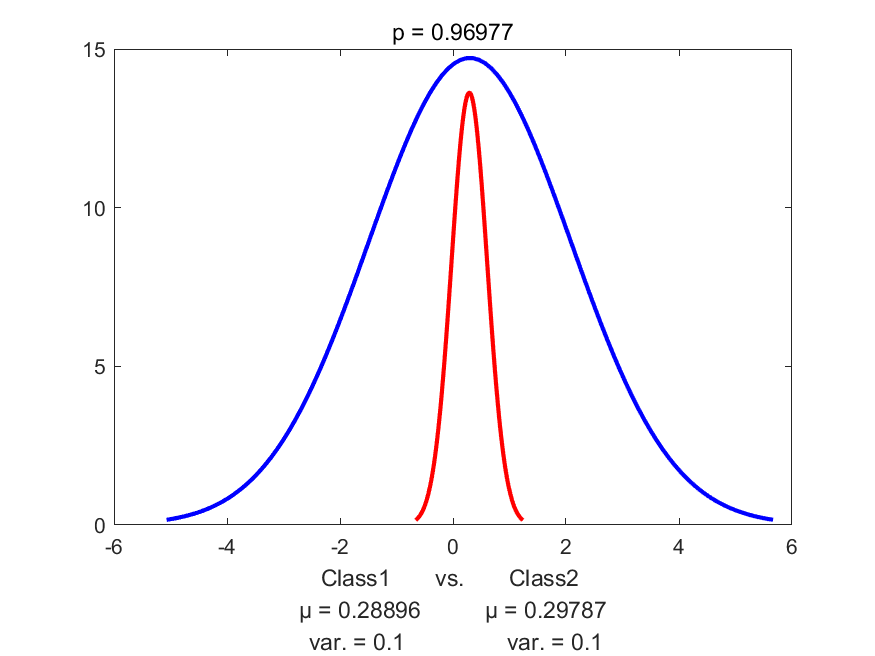 p = 0.96977
15
10
5
0
-6 -4 -2 0 2 4 6
Class1 vs. Class2
μ = 0.28896 μ = 0.29787
var. = 0.1 var. = 0.1